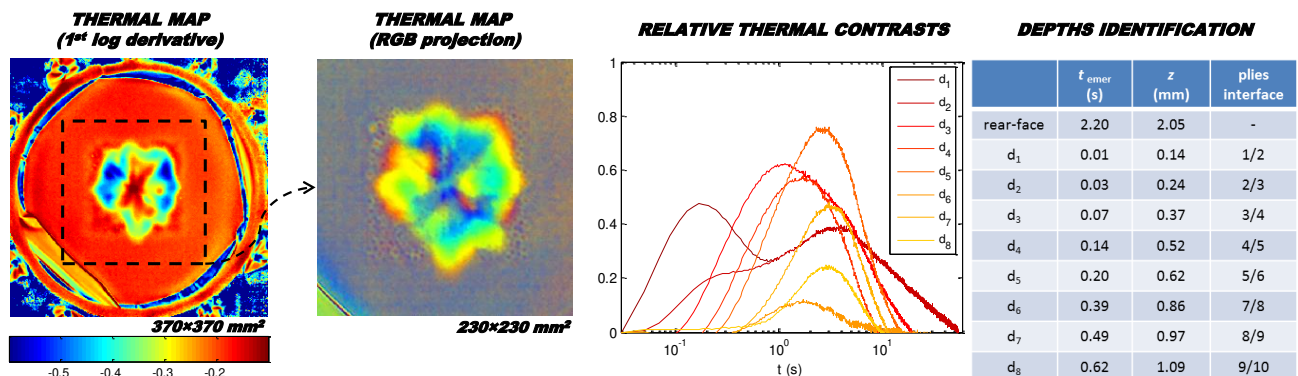 THERMAL MAP
(1st log derivative)
370×370 mm²
-0.5 -0.4 -0.3 -0.2
THERMAL MAP
(RGB projection)
230×230 mm²
RELATIVE THERMAL CONTRASTS
1
0.8
0.6
0.4
0.2
0
10-1 100 101
t (s)
d1
d2
d3
d4
d5
d6
d7
d8
DEPTHS IDENTIFICATION
t emer (s) z (mm) plies interface
rear-face 2.20 2.05 -
d1 0.01 0.14 1/2
d2 0.03 0.24 2/3
d3 0.07 0.37 3/4
d4 0.14 0.52 4/5
d5 0.20 0.62 5/6
d6 0.39 0.86 7/8
d7 0.49 0.97 8/9
d8 0.62 1.09 9/10